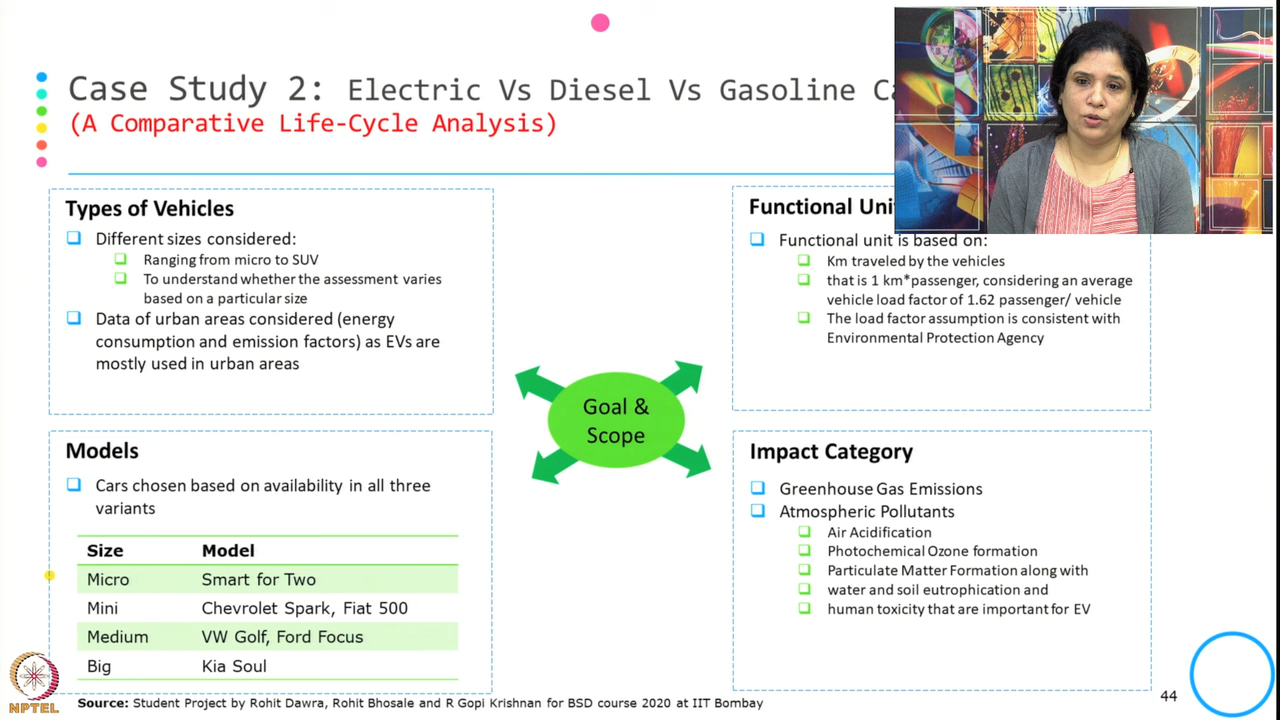 Case Study 2: Electric Vs Diesel Vs Gasoline
(A Comparative Life-Cycle Analysis)
Types of Vehicles
Different sizes considered:
Ranging from micro to SUV
To understand whether the assessment varies
based on a particular size
Data of urban areas considered (energy
consumption and emission factors) as EVs are
mostly used in urban areas
Functional
Functional unit is based on:
Km traveled by the vehicles
that is 1 km*passenger, considering an average
vehicle load factor of 1.62 passenger/ vehicle
The load factor assumption is consistent with
Environmental Protection Agency
Goal &
Scope
Models
Cars chosen based on availability in all three
variants
Size Model
Micro Smart for Two
Mini Chevrolet Spark, Fiat 500
Medium VW Golf, Ford Focus
Big Kia Soul
Impact Category
Greenhouse Gas Emissions
Atmospheric Pollutants
Air Acidification
Photochemical Ozone formation
Particulate Matter Formation along with
water and soil eutrophication and
human toxicity that are important for EV
NPTEL
Source: Student Project by Rohit Dawra, Rohit Bhosale and R Gopi Krishnan for BSD course 2020 at IIT Bombay
44